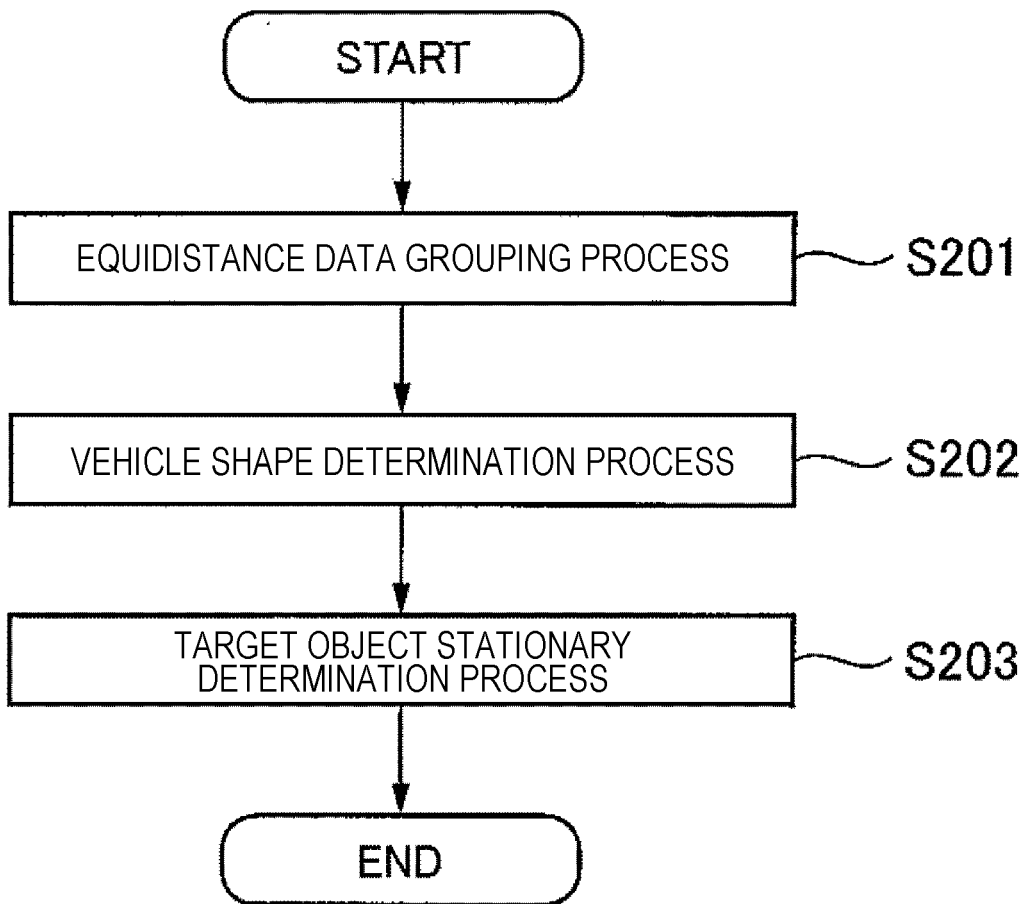 START
EQUIDISTANCE DATA GROUPING PROCESS
S201
VEHICLE SHAPE DETERMINATION PROCESS
S202
TARGET OBJECT STATIONARY
DETERMINATION PROCESS
S203
END